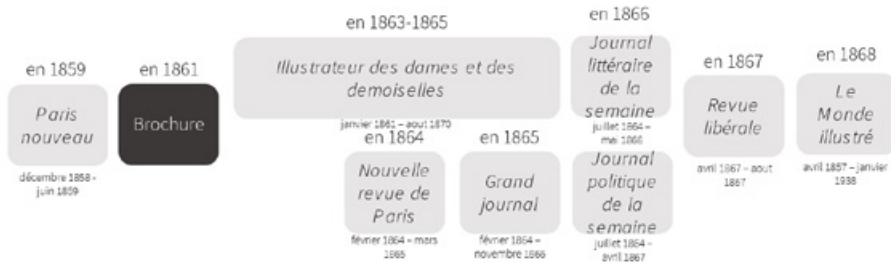 en 1859
Paris
nouveau
décembre 1858 -
juin 1859
en 1861
Brochure
en 1863-1865
Illustrateur des dames et des
demoiselles
janvier 1861 – aout 1870
en 1864
Nouvelle
revue de
Paris
février 1864 – mars
1865
en 1865
Grand
journal
février 1864 –
novembre 1866
en 1866
Journal
littéraire
de la
semaine
juillet 1864 –
mai 1866
Journal
politique
de la
semaine
juillet 1864 -
avril 1867
en 1867
Revue
libérale
avril 1867 – aout
1867
en 1868
Le
Monde
illustré
avril 1857 – janvier
1938